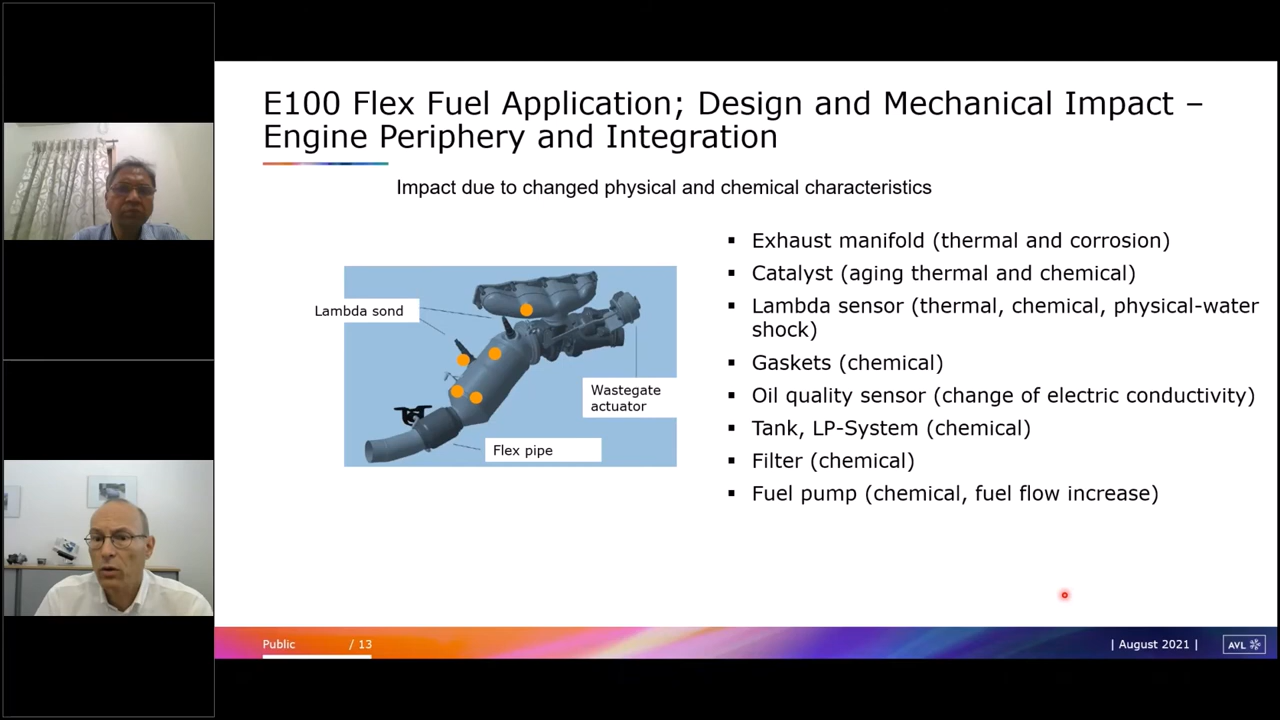 E100 Flex Fuel Application; Design and Mechanical Impact –
Engine Periphery and Integration
Impact due to changed physical and chemical characteristics
Lambda sond
Wastegate
actuator
Flex pipe
▪ Exhaust manifold (thermal and corrosion)
▪ Catalyst (aging thermal and chemical)
▪ Lambda sensor (thermal, chemical, physical-water
shock)
▪ Gaskets (chemical)
▪ Oil quality sensor (change of electric conductivity)
▪ Tank, LP-System (chemical)
▪ Filter (chemical)
▪ Fuel pump (chemical, fuel flow increase)
Public / 13 | August 2021 | AVL